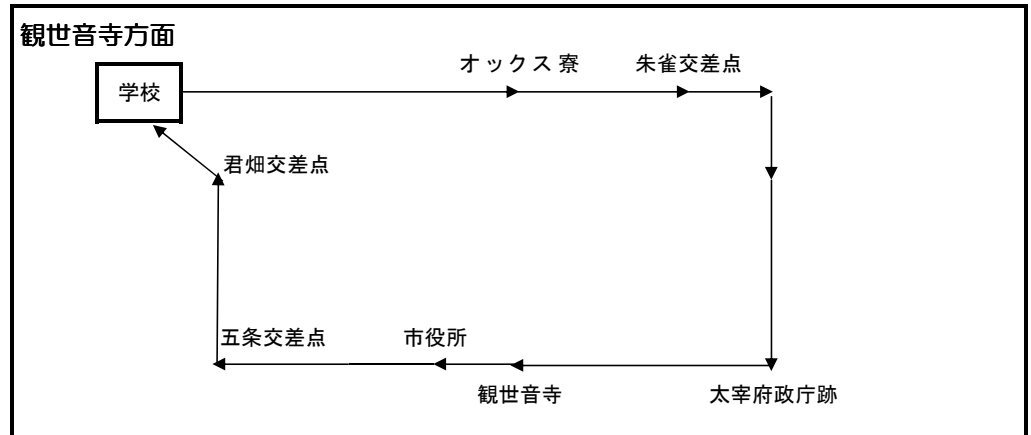 観世音寺方面
オックス寮
朱雀交差点
学校
君畑交差点
五条交差点
市役所
観世音寺
太宰府政庁跡